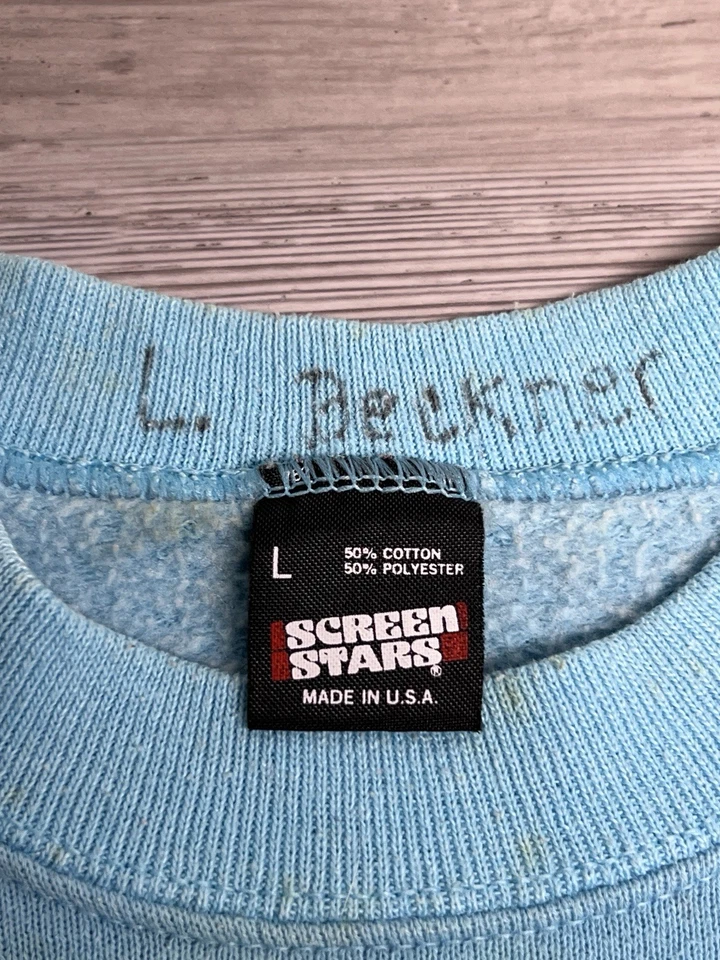 L. Beckner
L 50% COTTON
50% POLYESTER
SCREEN
STARS®
MADE IN U.S.A.